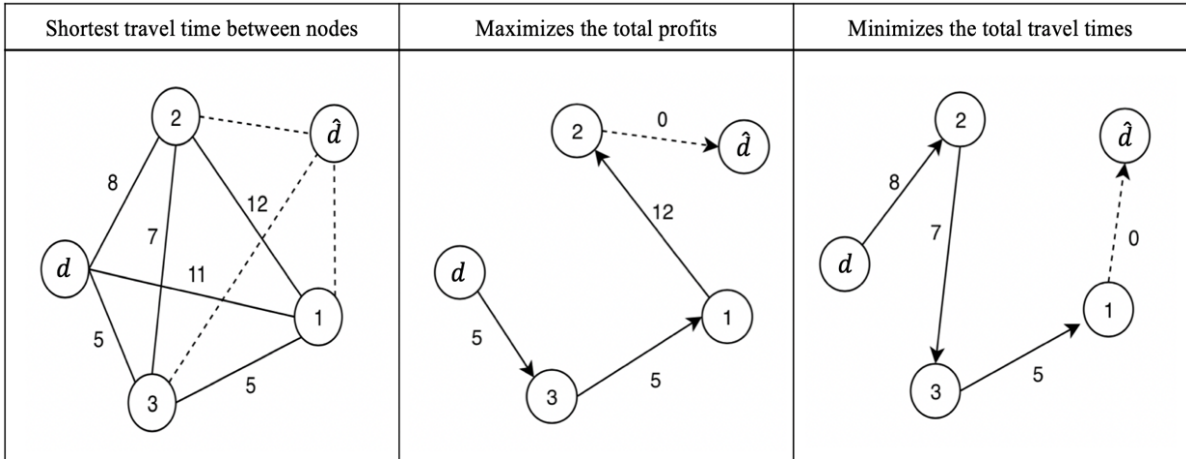 Shortest travel time between nodes
Maximizes the total profits
Minimizes the total travel times
2
d̂
8
12
7
d
11
1
5
5
3
2
0
d̂
12
d
1
5
5
3
2
d̂
8
7
d
0
1
5
3